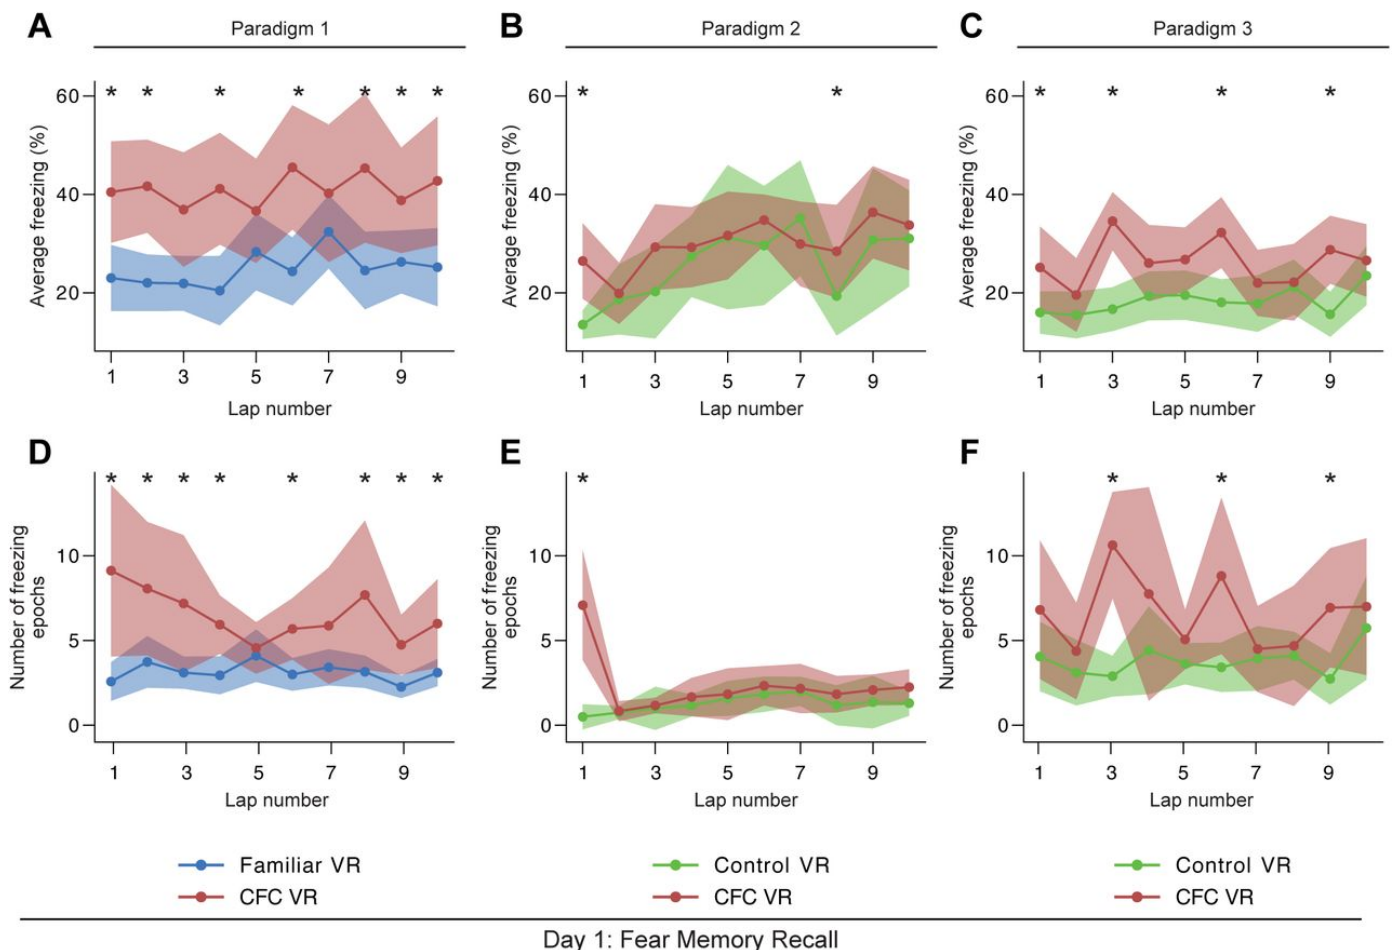 A
Paradigm 1
B
Paradigm 2
C
Paradigm 3
* * * * * * *
60
40
20
Average freezing (%)
1 3 5 7 9
Lap number
* *
60
40
20
Average freezing (%)
1 3 5 7 9
Lap number
* * * *
60
40
20
Average freezing (%)
1 3 5 7 9
Lap number
D
* * * * * * * *
10
5
0
Number of freezing
epochs
1 3 5 7 9
Lap number
E
*
10
5
0
Number of freezing
epochs
1 3 5 7 9
Lap number
F
* * *
10
5
0
Number of freezing
epochs
1 3 5 7 9
Lap number
Familiar VR
CFC VR
Control VR
CFC VR
Control VR
CFC VR
Day 1: Fear Memory Recall